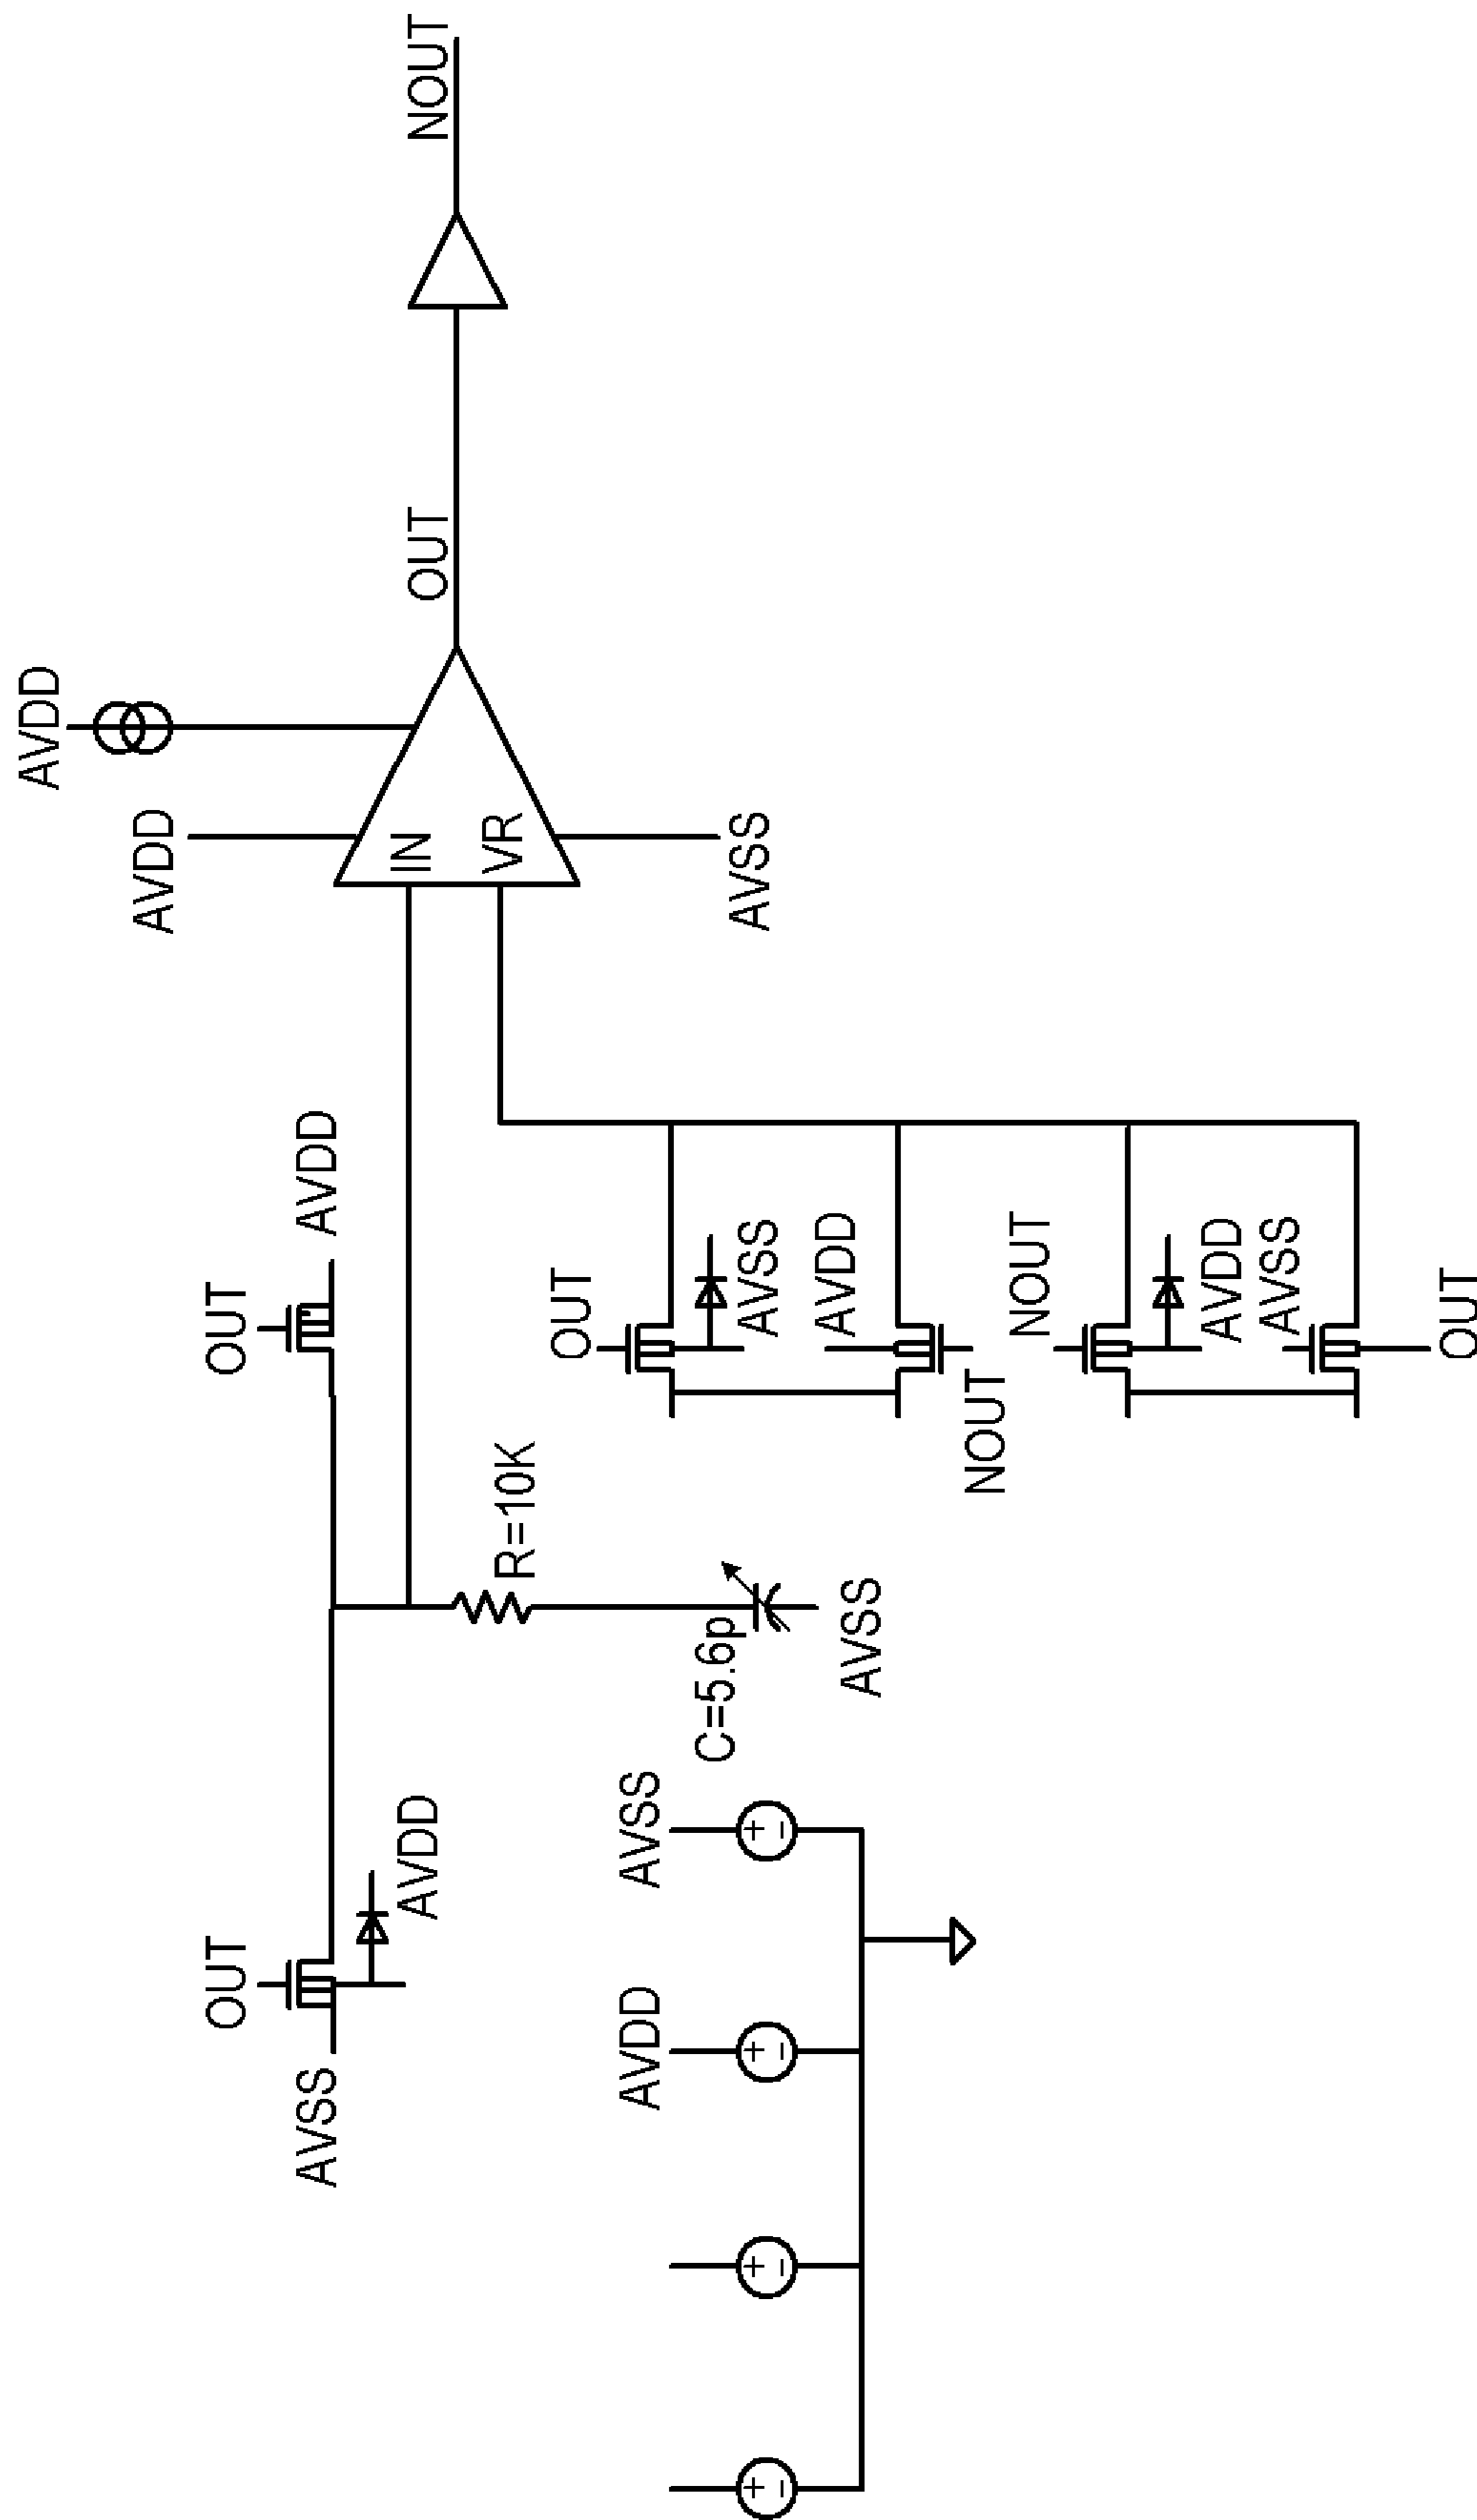 AVDD
AVDD
OUT
OUT
AVSS
AVDD
AVDD
IN
OUT
NOUT
VR
R=10K
OUT
AVDD
AVSS
C=5.6p
+
-
+
-
+
-
+
-
AVSS
AVSS
AVDD
AVSS
NOUT
NOUT
AVDD
AVSS
OUT